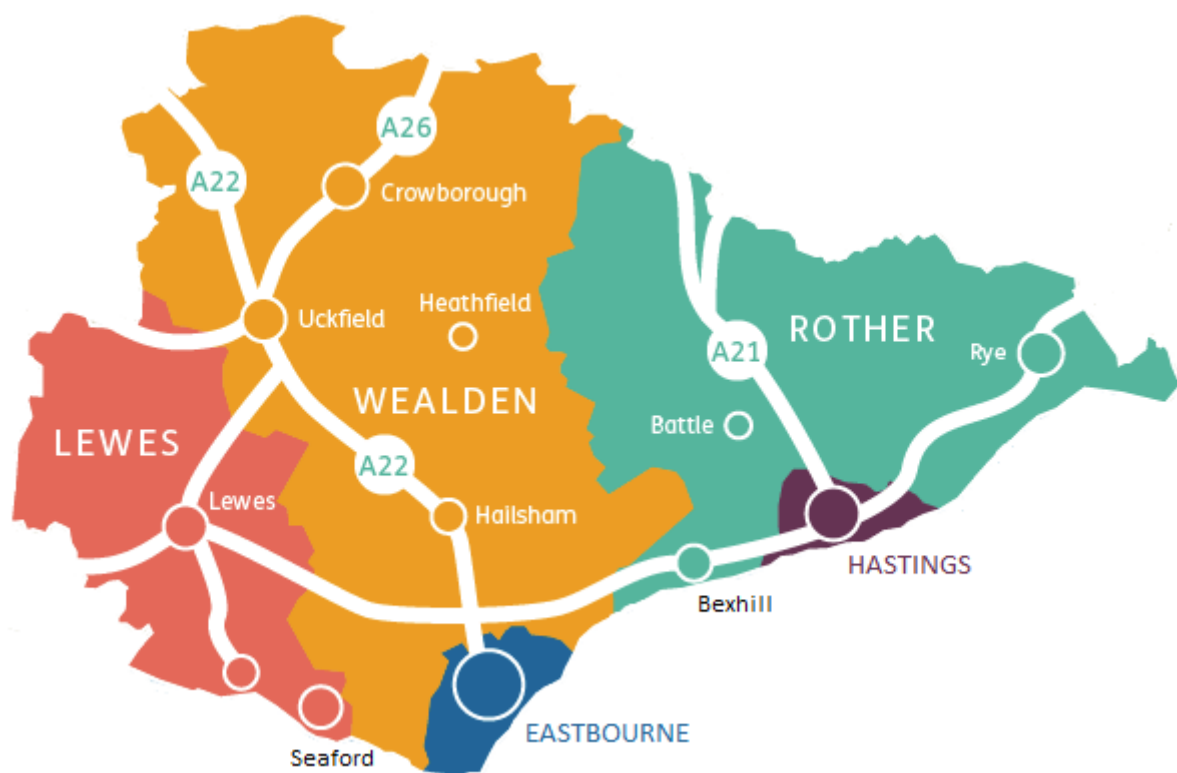 A26
A22
Crowborough
Heathfield
Uckfield
ROTHER
A21
Rye
WEALDEN
Battle
LEWES
A22
Lewes
Hailsham
HASTINGS
Bexhill
EASTBOURNE
Seaford